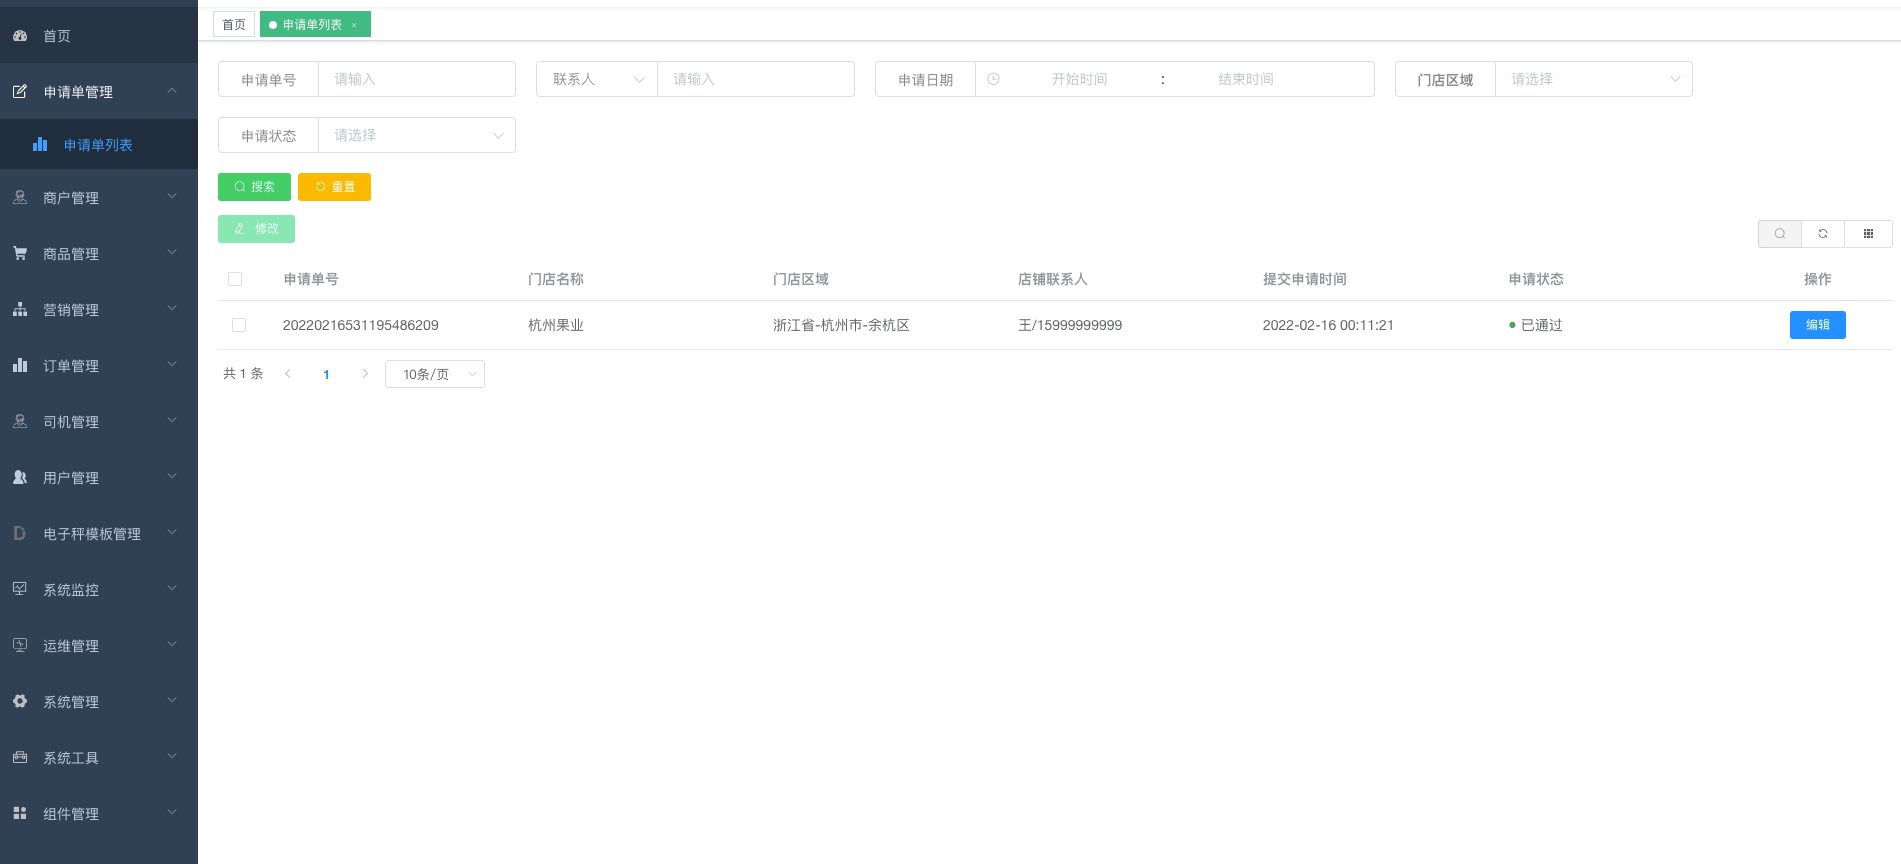 首页
申请单管理
申请单列表
商户管理
商品管理
营销管理
订单管理
司机管理
用户管理
电子秤模板管理
系统监控
运维管理
系统管理
系统工具
组件管理
首页 申请单列表 ×
申请单号 请输入 联系人 请输入 申请日期 开始时间 : 结束时间 门店区域 请选择
申请状态 请选择
搜索 重置
修改
申请单号 门店名称 门店区域 店铺联系人 提交申请时间 申请状态 操作
20220216531195486209 杭州果业 浙江省-杭州市-余杭区 王/15999999999 2022-02-16 00:11:21 已通过 编辑
共 1 条 1 10条/页